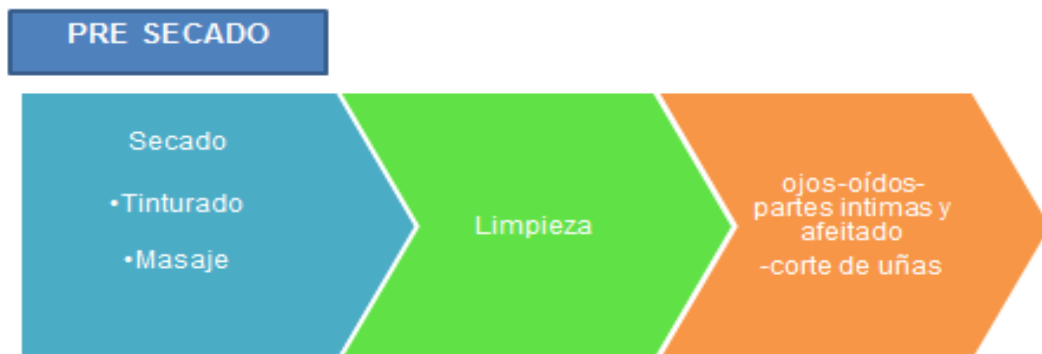 PRE SECADO
Secado
•Tinturado
•Masaje
Limpieza
ojos-oídos-
partes intimas y
afeitado
-corte de uñas